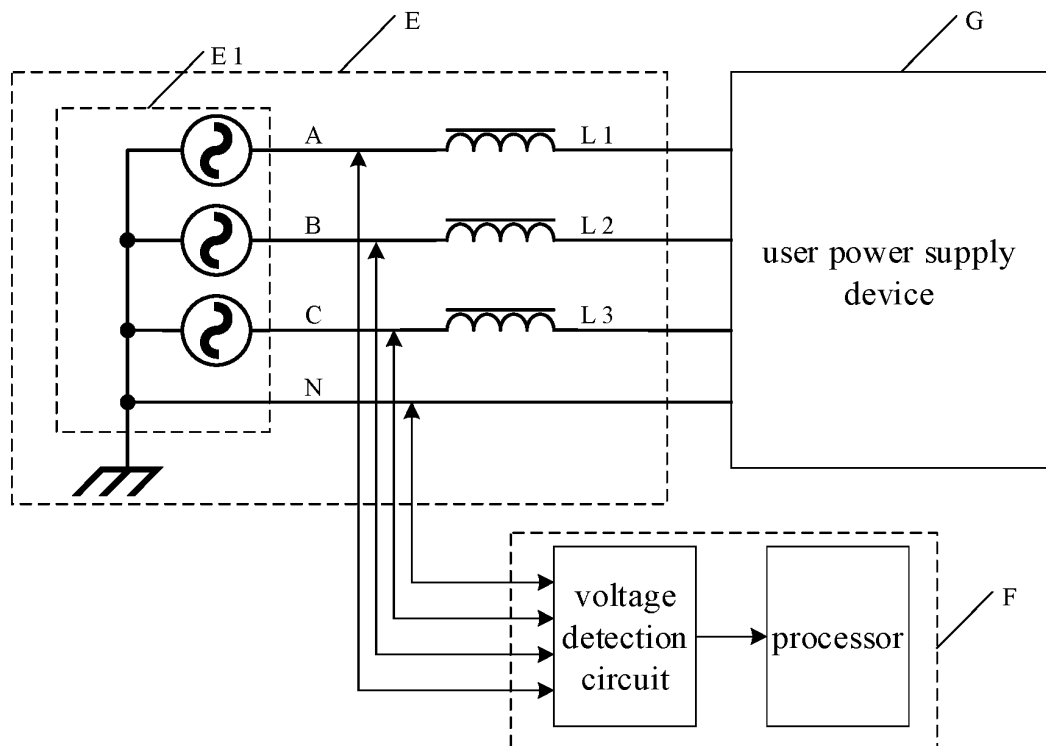 E
G
E 1
A
L 1
B
L 2
user power supply
device
C
L 3
N
F
voltage
detection
circuit
processor